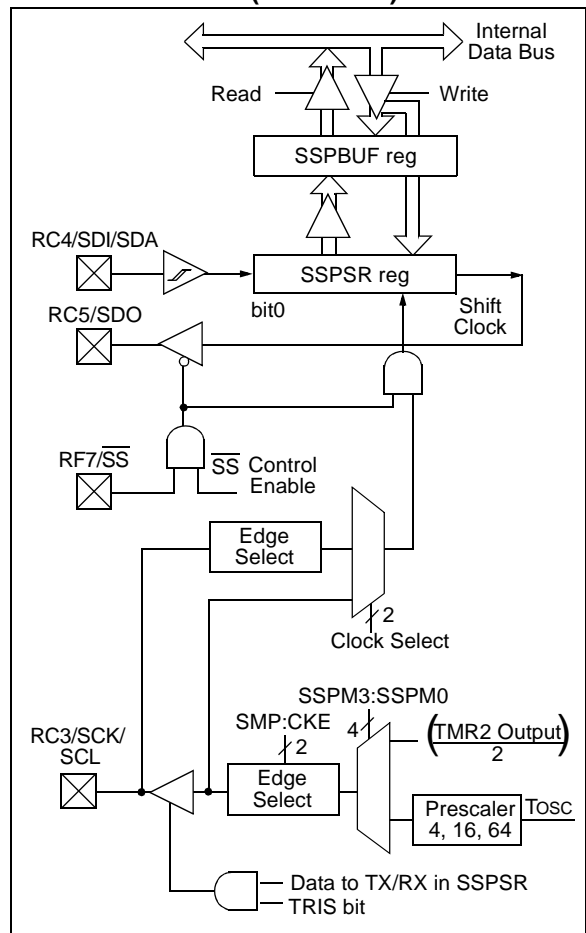 Internal
Data Bus
Read
Write
SSPBUF reg
RC4/SDI/SDA
SSPSR reg
bit0
Shift
Clock
RC5/SDO
RF7/S̅S̅
S̅S̅ Control
Enable
Edge
Select
2
Clock Select
SSPM3:SSPM0
SMP:CKE
4
(TMR2 Output)
2
2
RC3/SCK/
SCL
Edge
Select
Prescaler
4, 16, 64
TOSC
Data to TX/RX in SSPSR
TRIS bit